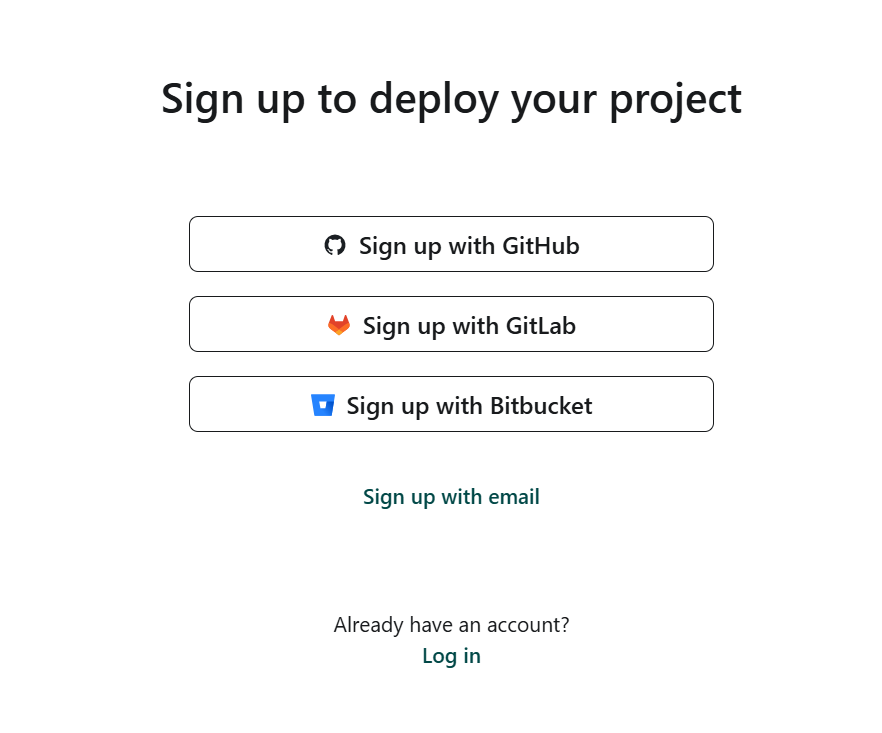 Sign up to deploy your project
Sign up with GitHub
Sign up with GitLab
Sign up with Bitbucket
Sign up with email
Already have an account?
Log in